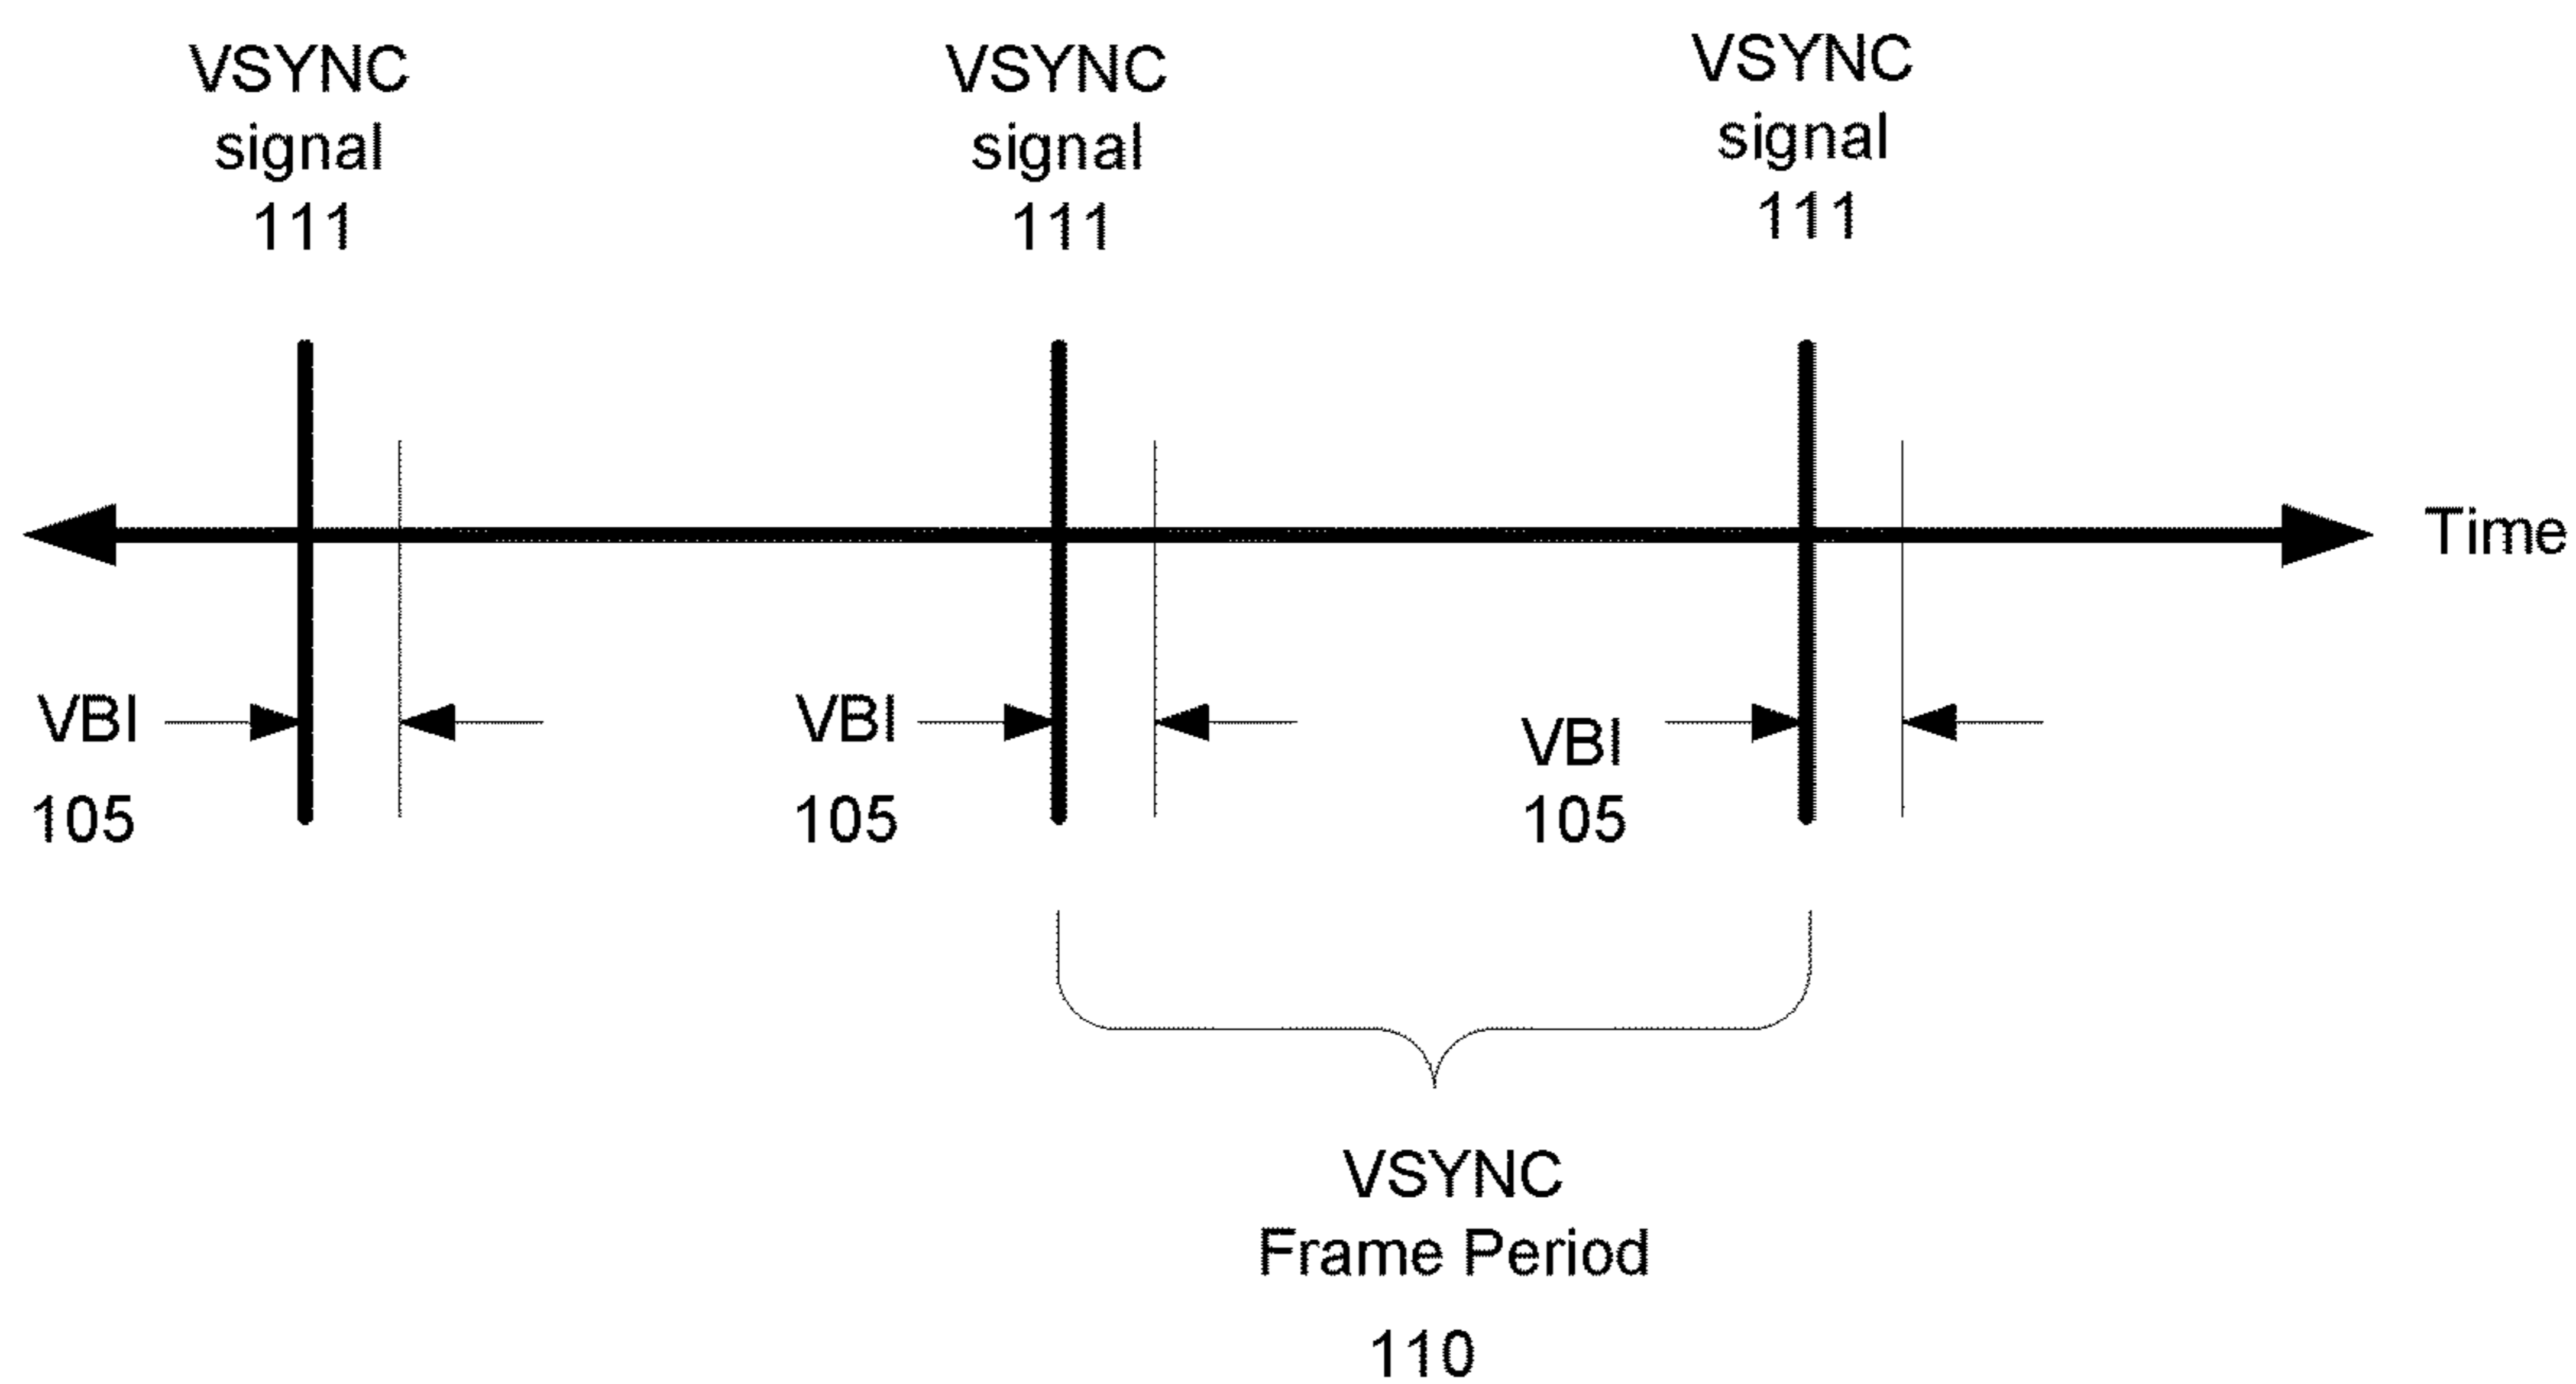 VSYNC
signal
111
VSYNC
signal
111
VSYNC
signal
111
Time
VBI
105
VBI
105
VBI
105
VSYNC
Frame Period
110